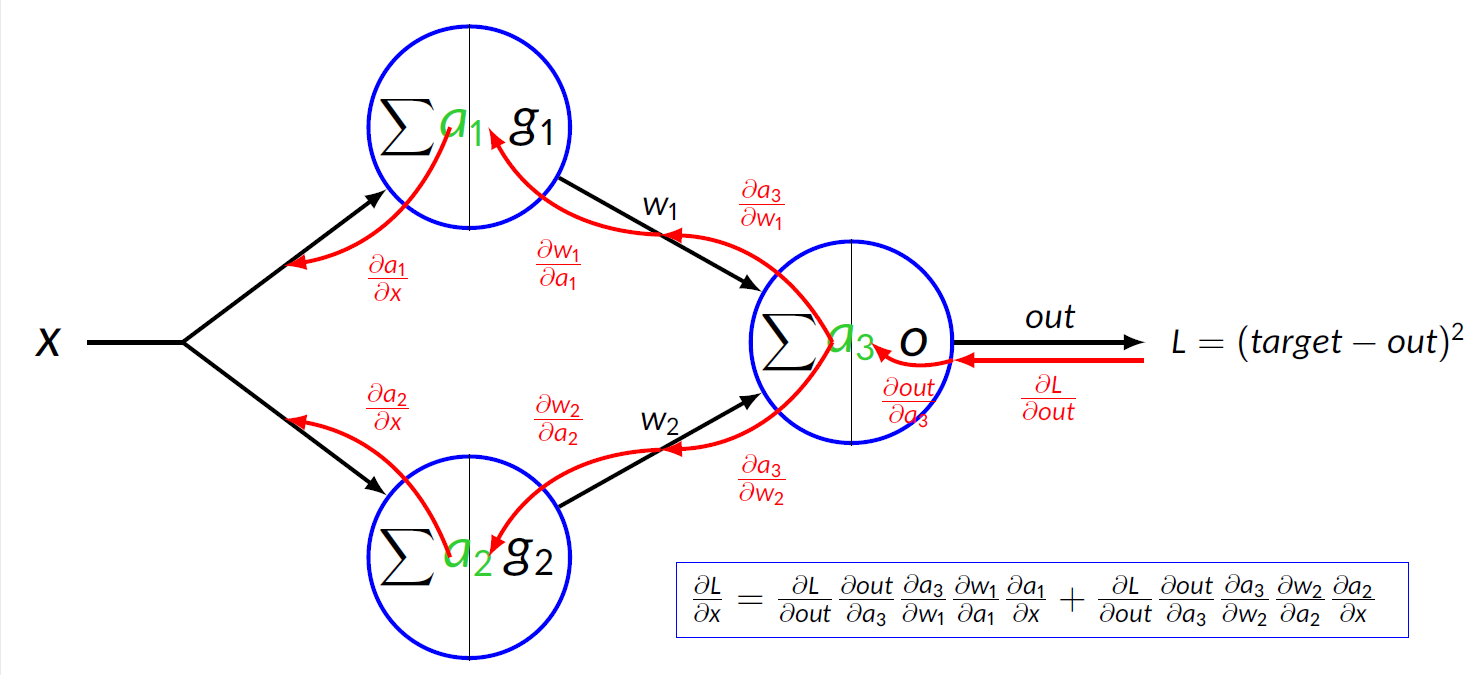 ∑ a₁ g₁
w₁
∂a₃/∂w₁
∂w₁/∂a₁
∂a₁/∂x
x
∑ a₃ o
out
L = (target − out)²
∂out/∂a₃
∂L/∂out
∂a₂/∂x
∂w₂/∂a₂
w₂
∂a₃/∂w₂
∑ a₂ g₂
∂L/∂x = ∂L/∂out ∂out/∂a₃ ∂a₃/∂w₁ ∂w₁/∂a₁ ∂a₁/∂x + ∂L/∂out ∂out/∂a₃ ∂a₃/∂w₂ ∂w₂/∂a₂ ∂a₂/∂x